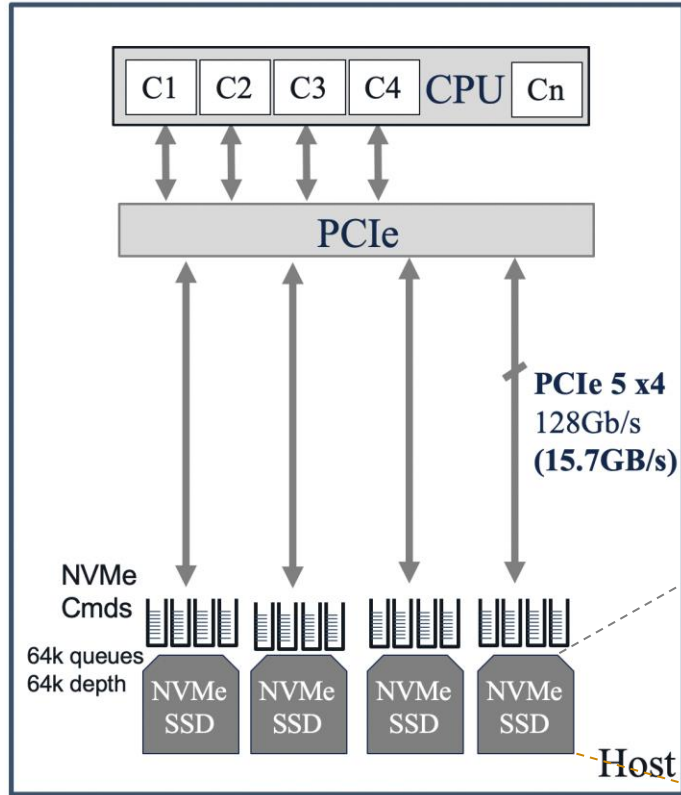 C1 C2 C3 C4 CPU Cn
PCIe
PCIe 5 x4
128Gb/s
(15.7GB/s)
NVMe
Cmds
64k queues
64k depth
NVMe
SSD
NVMe
SSD
NVMe
SSD
NVMe
SSD
Host